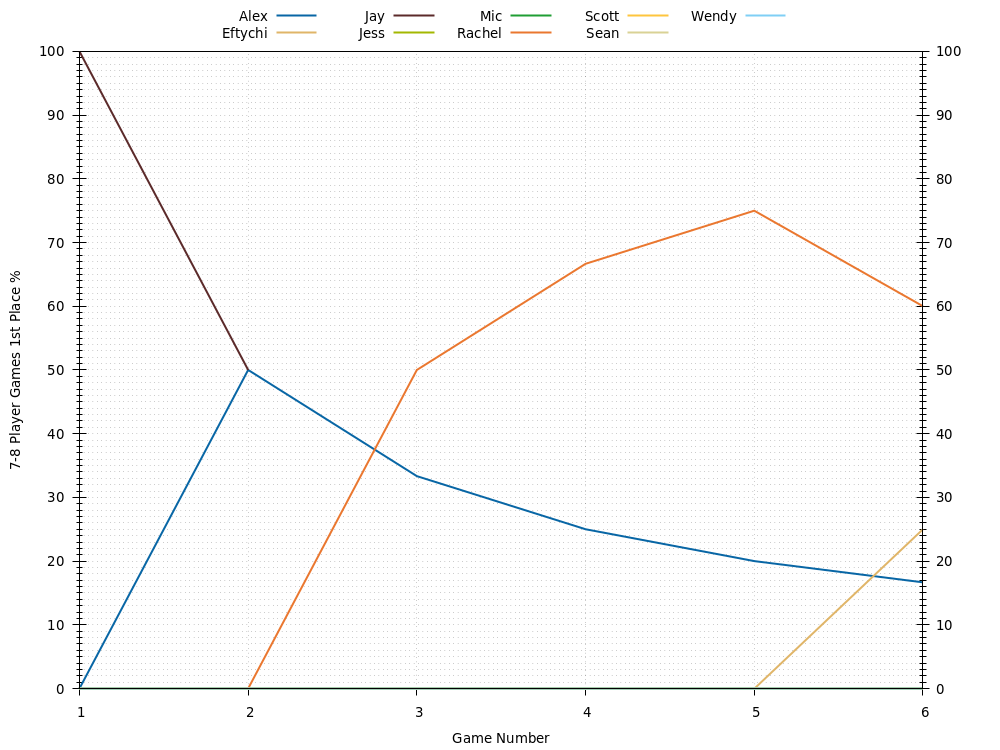 Alex Jay Mic Scott Wendy
Eftychi Jess Rachel Sean
100 100
90 90
80 80
70 70
60 60
50 50
40 40
30 30
20 20
10 10
0 0
7-8 Player Games 1st Place %
1 2 3 4 5 6
Game Number